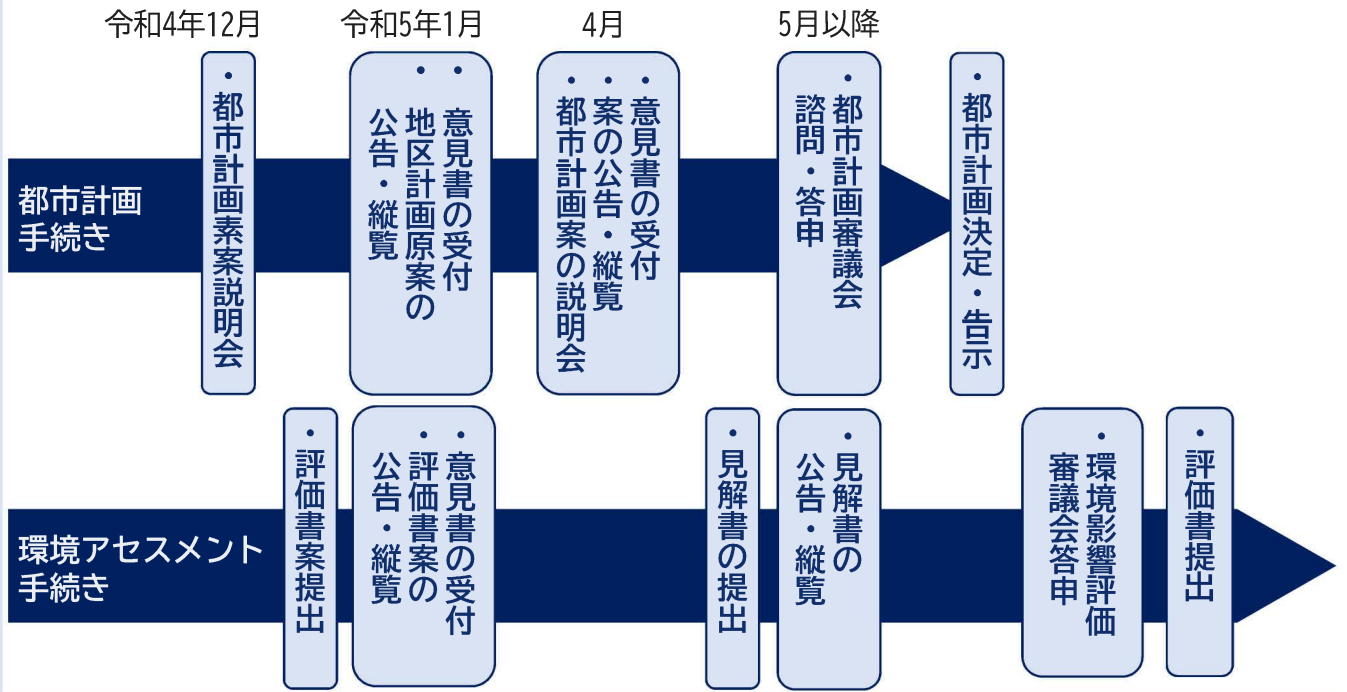 令和4年12月
令和5年1月
4月
5月以降
都市計画
手続き
・都市計画素案説明会
・意見書の受付
・地区計画原案の
公告・縦覧
・意見書の受付
・案の公告・縦覧
・都市計画案の説明会
・都市計画審議会
諮問・答申
・都市計画決定・告示
環境アセスメント
手続き
・評価書案提出
・意見書の受付
・評価書案の
公告・縦覧
・見解書の提出
・見解書の
公告・縦覧
・環境影響評価
審議会答申
・評価書提出